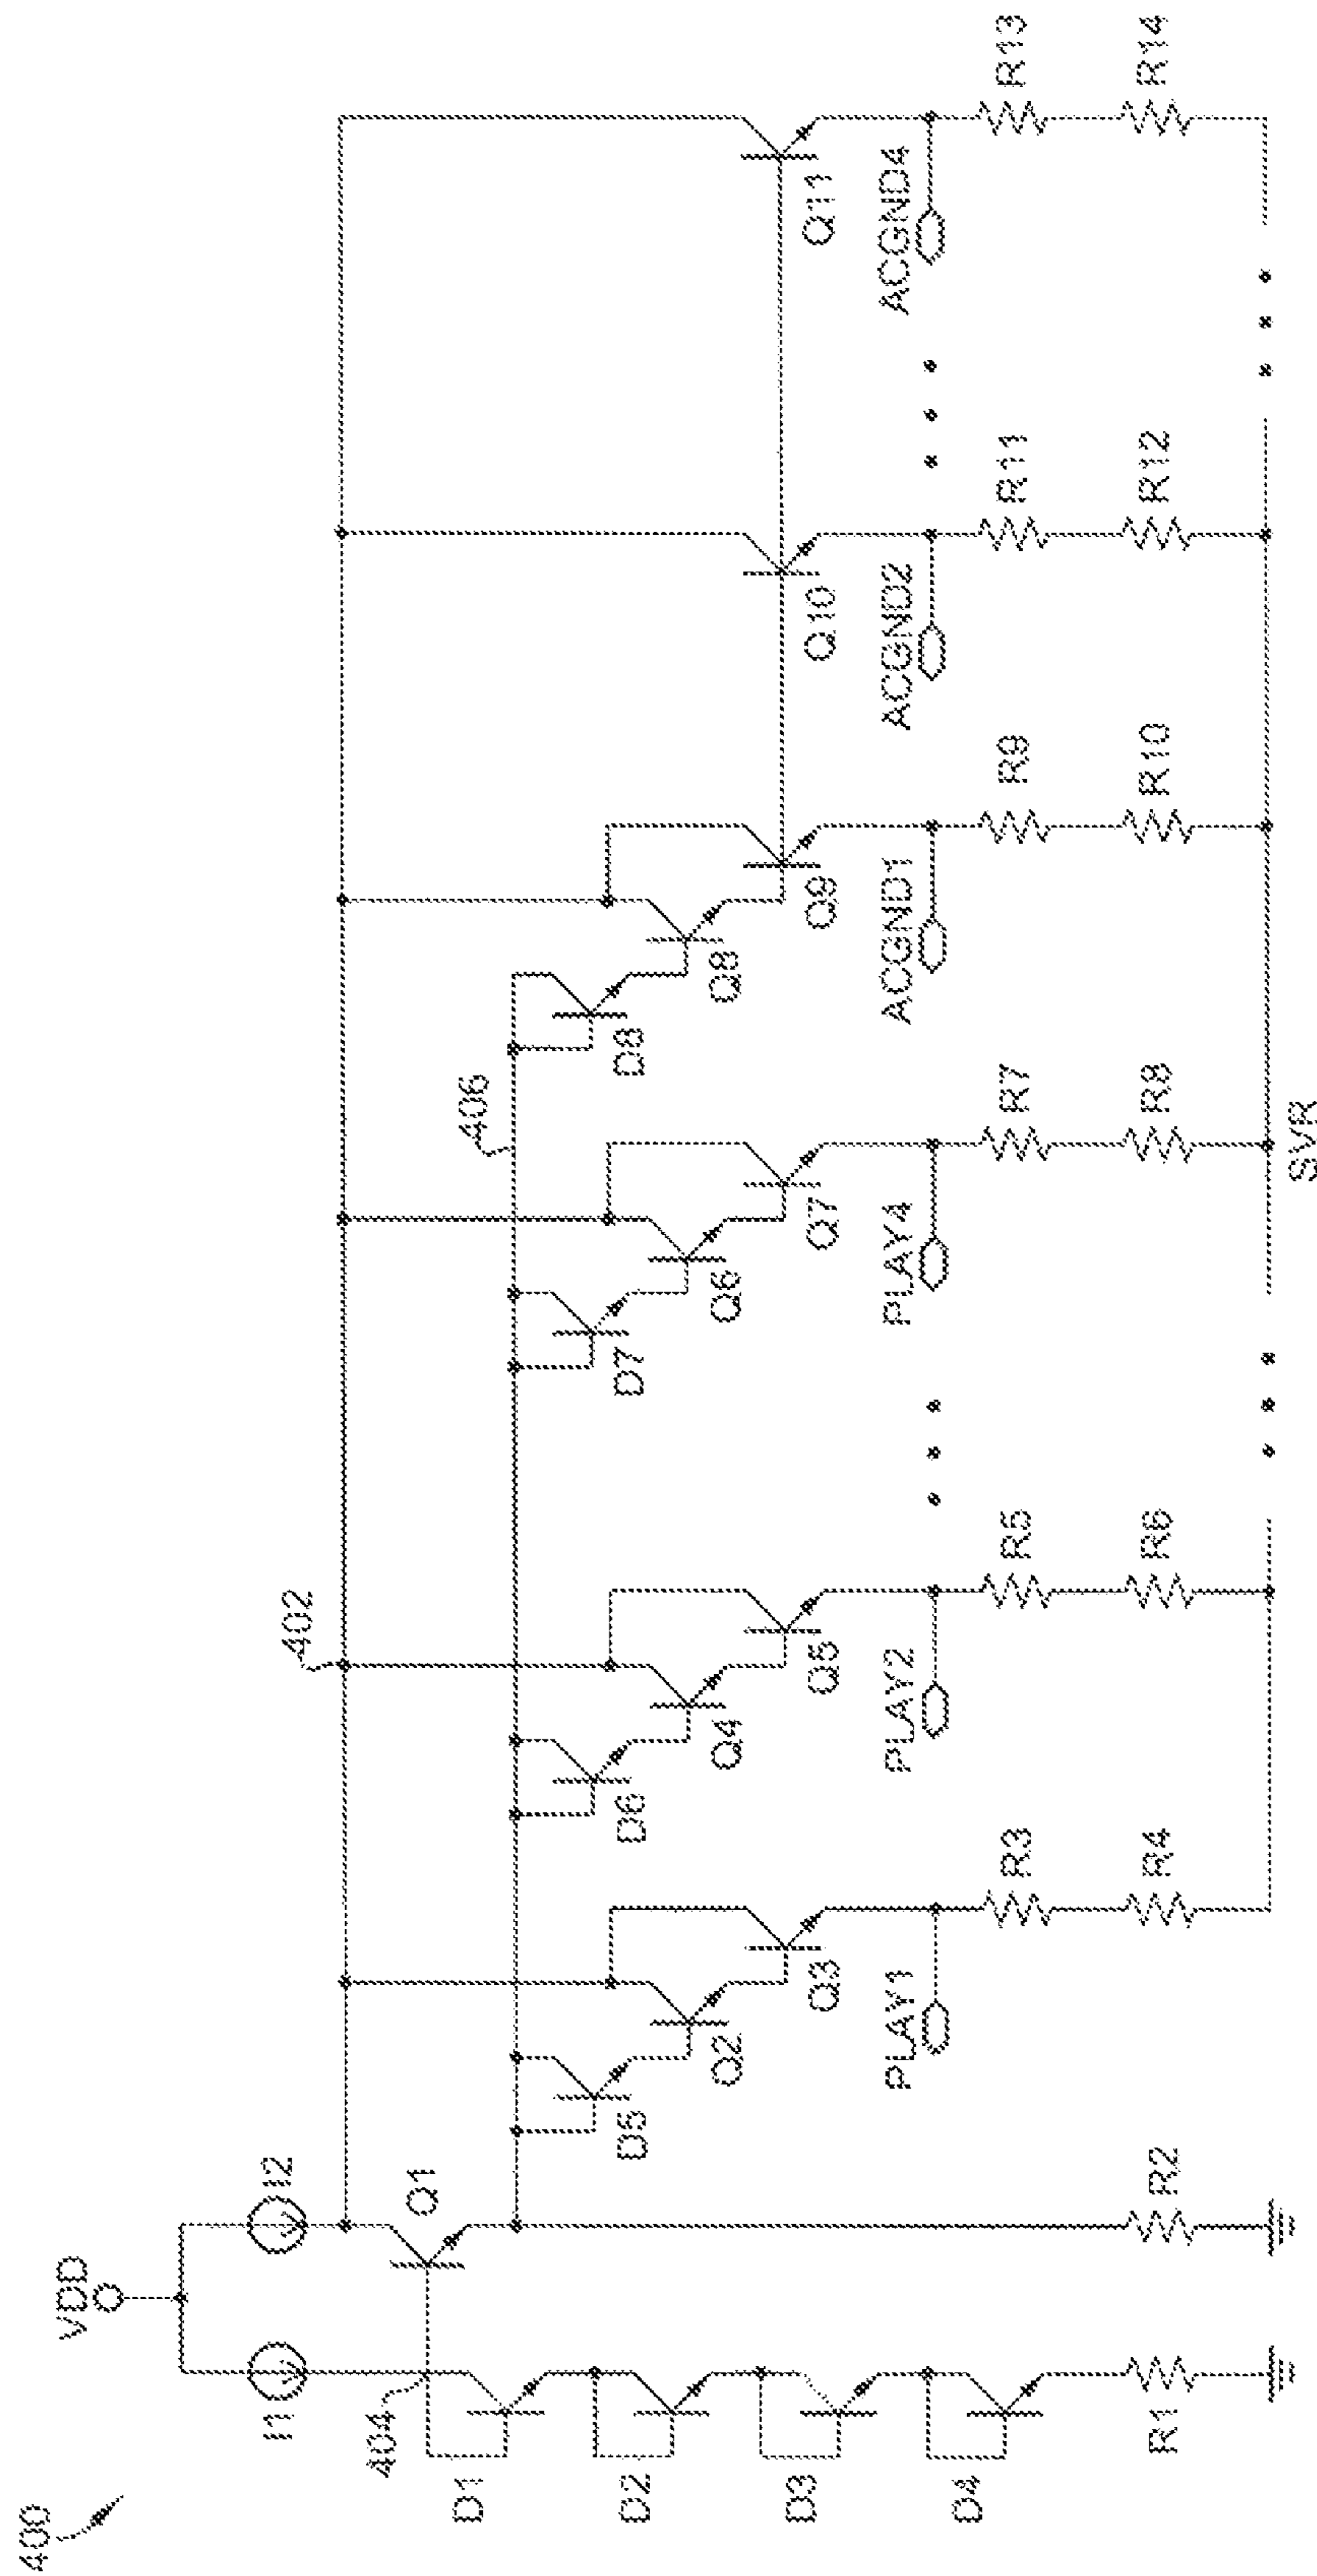 400
VDD
I1
I2
402
404
Q1
406
D1
D2
D3
D4
D5
Q2
Q3
D6
Q4
Q5
D7
Q6
Q7
D8
Q8
Q9
Q10
Q11
PLAY1
PLAY2
PLAY4
ACGND1
ACGND2
ACGND4
R1
R2
R3
R4
R5
R6
R7
R8
R9
R10
R11
R12
R13
R14
SVR